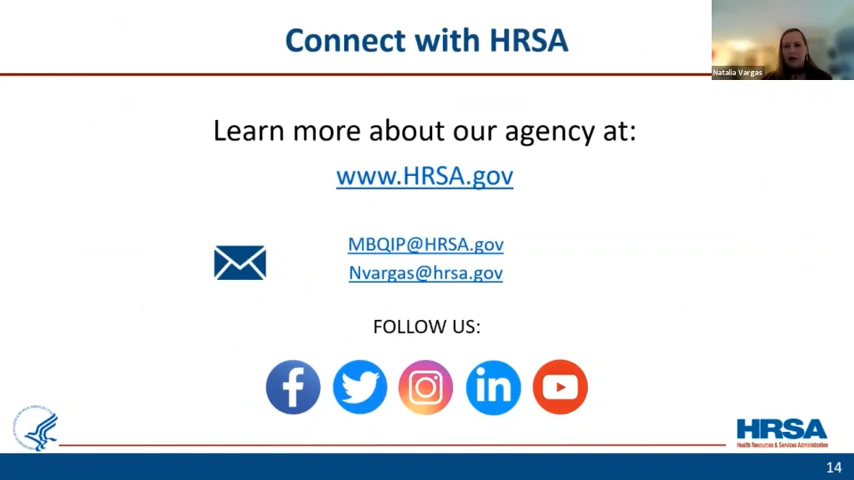 Connect with HRSA
Natalia Vargas
Learn more about our agency at:
www.HRSA.gov
MBQIP@HRSA.gov
Nvargas@hrsa.gov
FOLLOW US:
f
in
HRSA
Health Resources & Services Administration
14